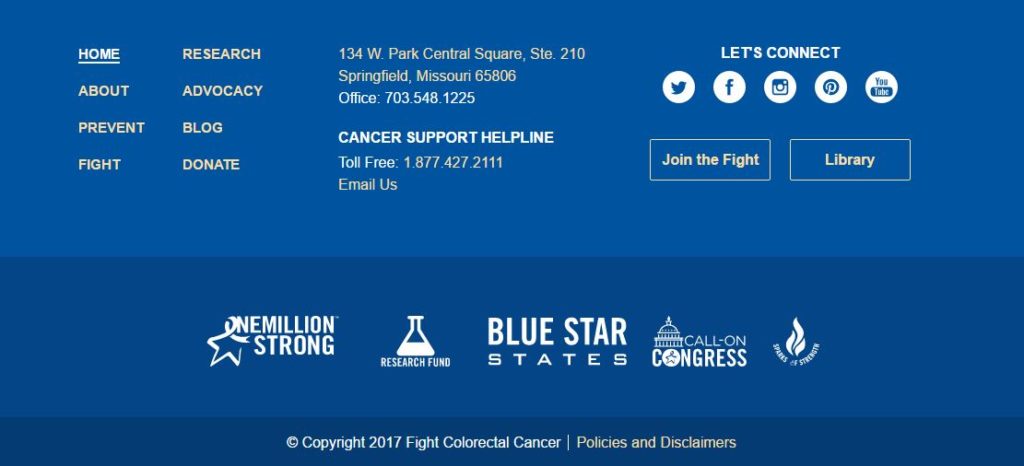 HOME
ABOUT
PREVENT
FIGHT
RESEARCH
ADVOCACY
BLOG
DONATE
134 W. Park Central Square, Ste. 210
Springfield, Missouri 65806
Office: 703.548.1225
CANCER SUPPORT HELPLINE
Toll Free: 1.877.427.2111
Email Us
LET'S CONNECT
You
Tube
Join the Fight
Library
ONEMILLION™
STRONG
RESEARCH FUND
BLUE STAR
STATES
CALL-ON
CONGRESS
SPARKS OF STRENGTH
© Copyright 2017 Fight Colorectal Cancer | Policies and Disclaimers